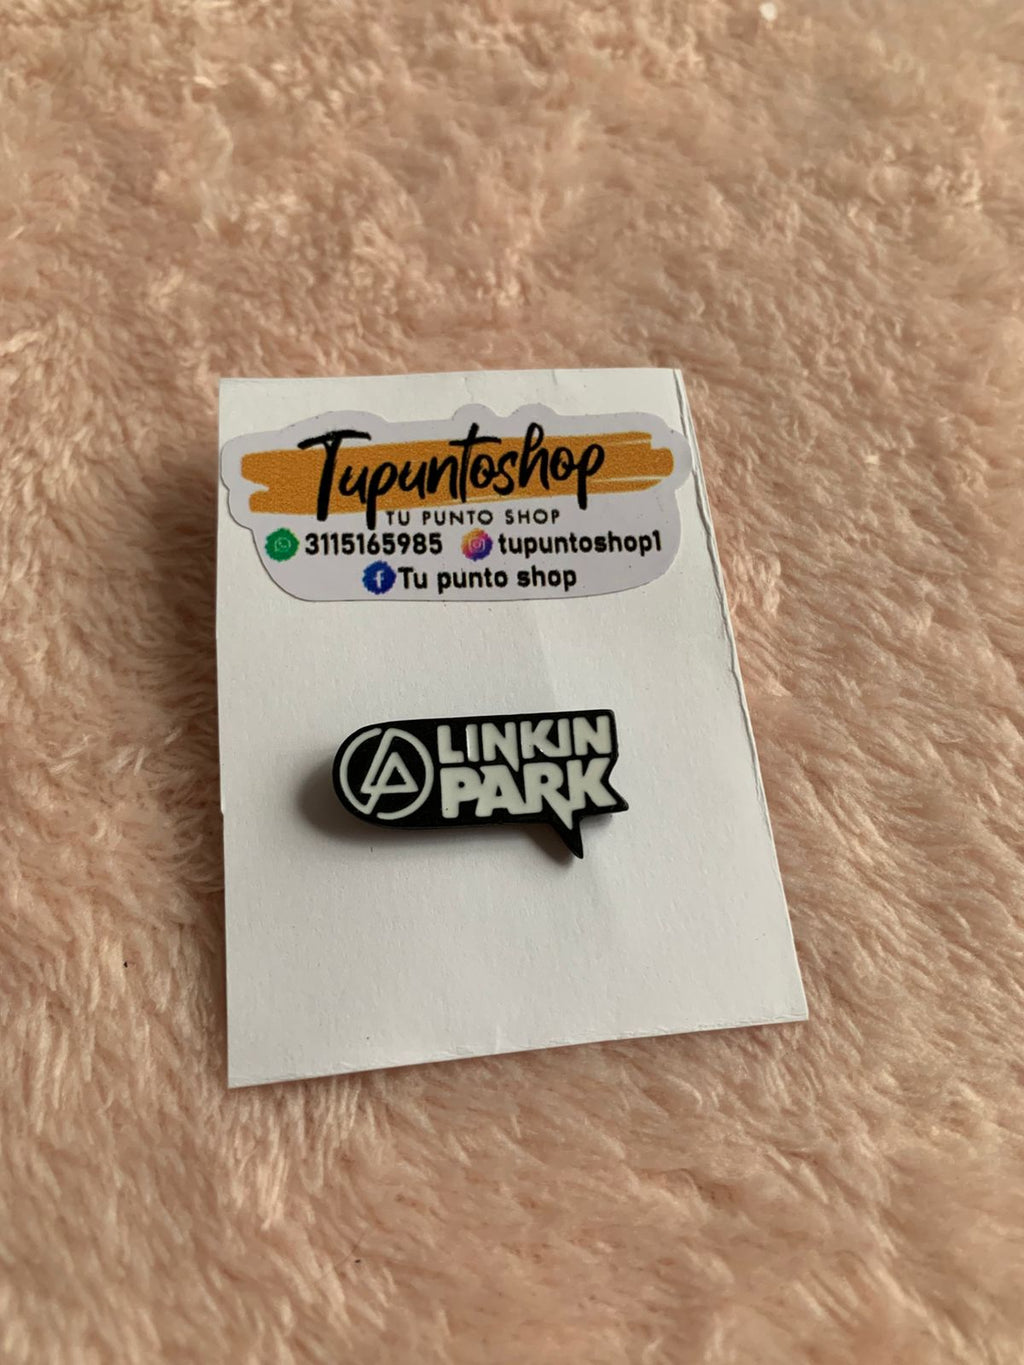 Tupuntoshop
TU PUNTO SHOP
3115165985 tupuntoshop1
Tu punto shop
LINKIN
PARK